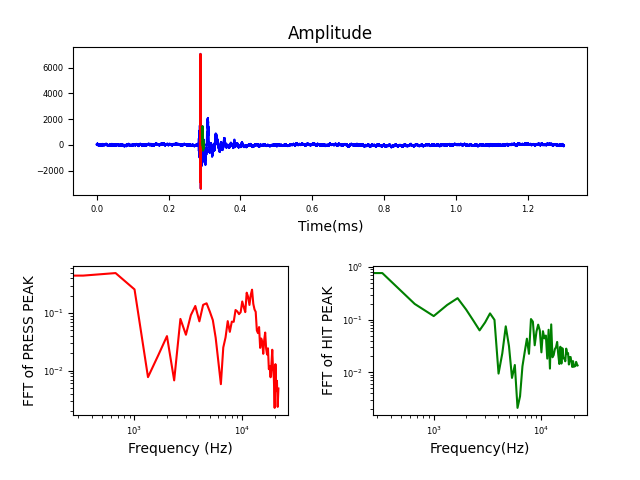 Amplitude
6000
4000
2000
0
−2000
0.0 0.2 0.4 0.6 0.8 1.0 1.2
Time(ms)
FFT of PRESS PEAK
10⁻¹
10⁻²
10³ 10⁴
Frequency (Hz)
FFT of HIT PEAK
10⁰
10⁻¹
10⁻²
10³ 10⁴
Frequency(Hz)